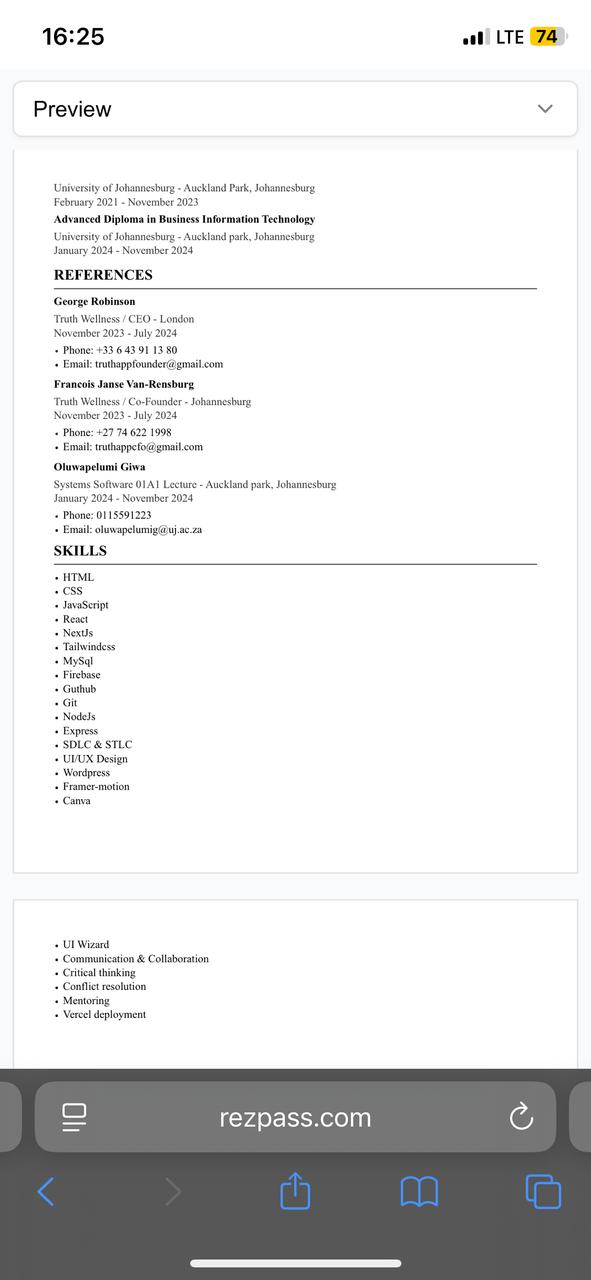 16:25
LTE 74
Preview
University of Johannesburg - Auckland Park, Johannesburg
February 2021 - November 2023
Advanced Diploma in Business Information Technology
University of Johannesburg - Auckland park, Johannesburg
January 2024 - November 2024
REFERENCES
George Robinson
Truth Wellness / CEO - London
November 2023 - July 2024
• Phone: +33 6 43 91 13 80
• Email: truthappfounder@gmail.com
Francois Janse Van-Rensburg
Truth Wellness / Co-Founder - Johannesburg
November 2023 - July 2024
• Phone: +27 74 622 1998
• Email: truthappcfo@gmail.com
Oluwapelumi Giwa
Systems Software 01A1 Lecture - Auckland park, Johannesburg
January 2024 - November 2024
• Phone: 0115591223
• Email: oluwapelumig@uj.ac.za
SKILLS
• HTML
• CSS
• JavaScript
• React
• NextJs
• Tailwindcss
• MySql
• Firebase
• Guthub
• Git
• NodeJs
• Express
• SDLC & STLC
• UI/UX Design
• Wordpress
• Framer-motion
• Canva
• UI Wizard
• Communication & Collaboration
• Critical thinking
• Conflict resolution
• Mentoring
• Vercel deployment
rezpass.com